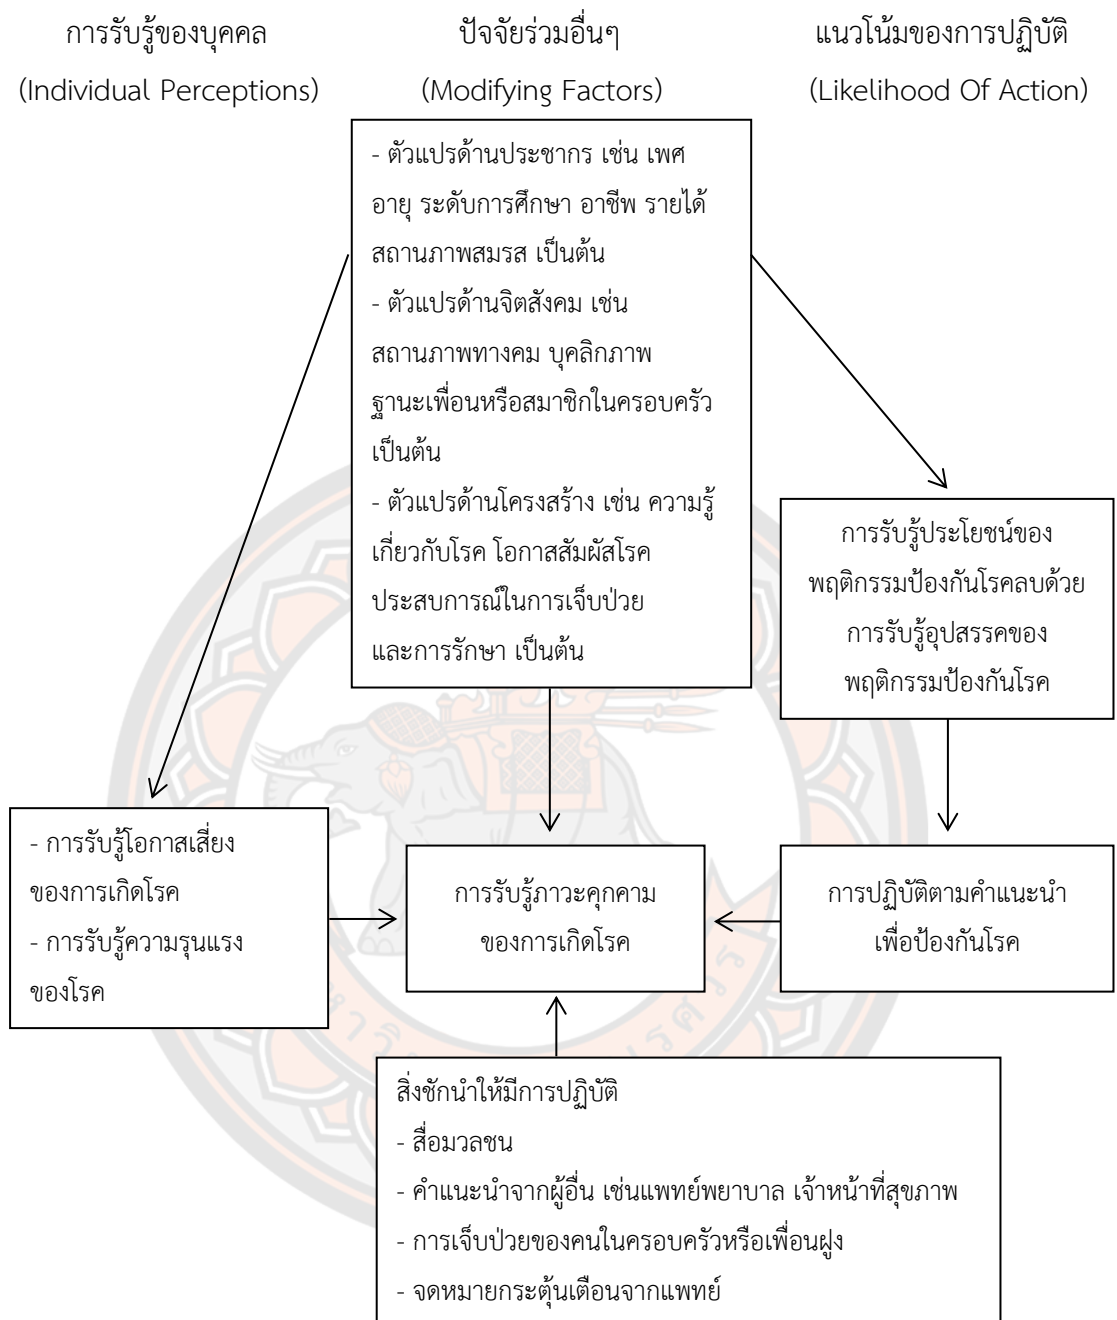 การรับรู้ของบุคคล
(Individual Perceptions)
ปัจจัยร่วมอื่นๆ
(Modifying Factors)
แนวโน้มของการปฏิบัติ
(Likelihood Of Action)
- ตัวแปรด้านประชากร เช่น เพศ
อายุ ระดับการศึกษา อาชีพ รายได้
สถานภาพสมรส เป็นต้น
- ตัวแปรด้านจิตสังคม เช่น
สถานภาพทางคม บุคลิกภาพ
ฐานะเพื่อนหรือสมาชิกในครอบครัว
เป็นต้น
- ตัวแปรด้านโครงสร้าง เช่น ความรู้
เกี่ยวกับโรค โอกาสสัมผัสโรค
ประสบการณ์ในการเจ็บป่วย
และการรักษา เป็นต้น
การรับรู้ประโยชน์ของ
พฤติกรรมป้องกันโรคลบด้วย
การรับรู้อุปสรรคของ
พฤติกรรมป้องกันโรค
- การรับรู้โอกาสเสี่ยง
ของการเกิดโรค
- การรับรู้ความรุนแรง
ของโรค
การรับรู้ภาวะคุกคาม
ของการเกิดโรค
การปฏิบัติตามคำแนะนำ
เพื่อป้องกันโรค
สิ่งชักนำให้มีการปฏิบัติ
- สื่อมวลชน
- คำแนะนำจากผู้อื่น เช่นแพทย์พยาบาล เจ้าหน้าที่สุขภาพ
- การเจ็บป่วยของคนในครอบครัวหรือเพื่อนฝูง
- จดหมายกระตุ้นเตือนจากแพทย์